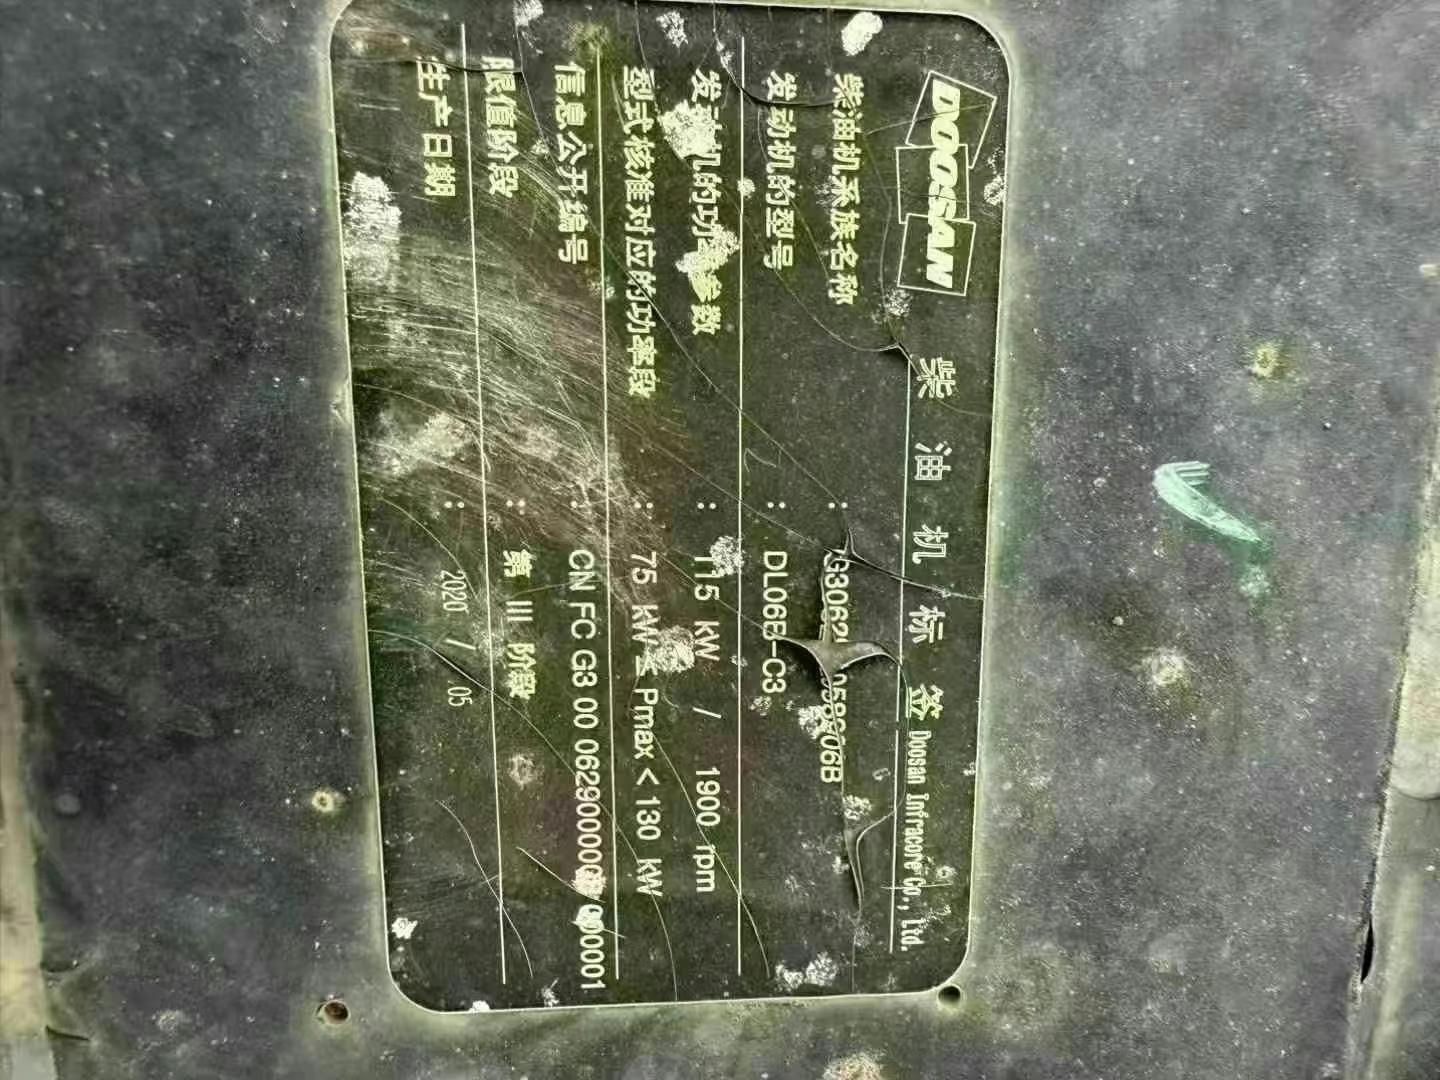 DOOSAN
柴油机标签 Doosan Infracore Co., Ltd.
柴油机系族名称 :
发动机的型号 : DL06B-C3
发动机的功率参数 : 115 kW / 1900 rpm
型式核准对应的功率段 : 75 kW ≤ Pmax < 130 kW
信息公开编号 : CN FC G3 00 0629000000 000001
限值阶段 : 第 III 阶段
生产日期 : 2020 / 05